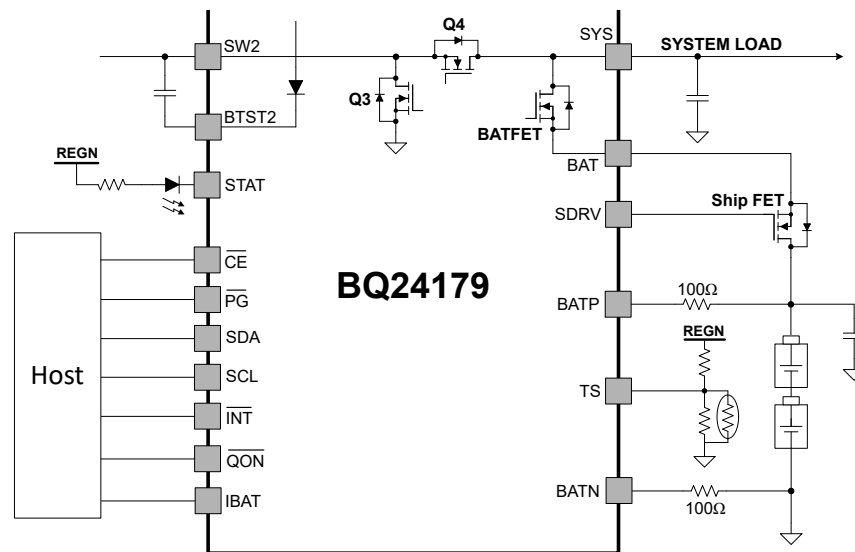 Q4
SYS
SW2
SYSTEM LOAD
Q3
BTST2
BATFET
REGN
BAT
STAT
Ship FET
SDRV
CE
BQ24179
100Ω
PG
BATP
REGN
SDA
Host
SCL
TS
INT
QON
BATN
IBAT
100Ω